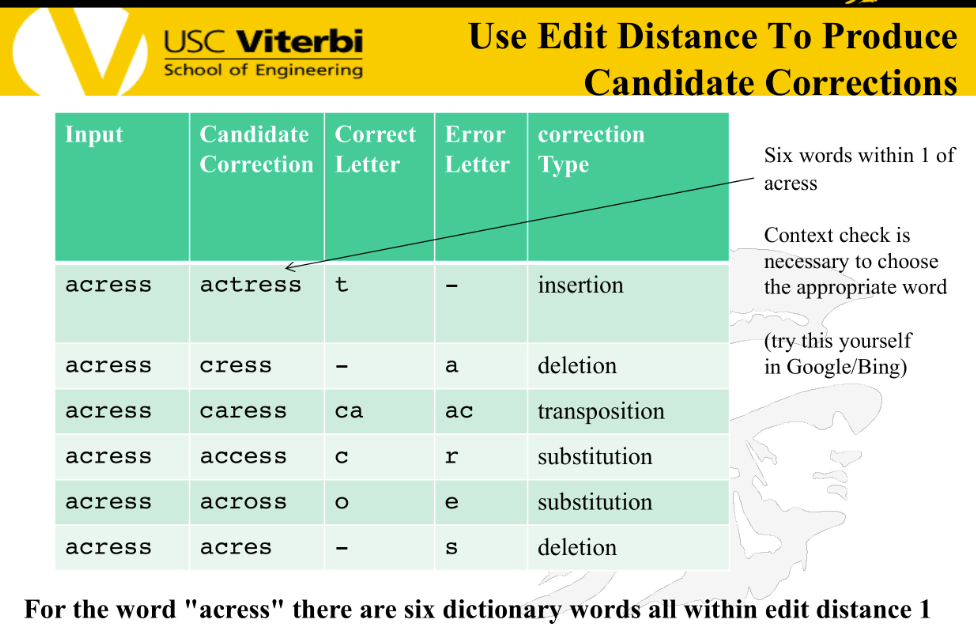 USC Viterbi
School of Engineering
Use Edit Distance To Produce
Candidate Corrections
Input Candidate Correct Error correction
Correction Letter Letter Type
acress actress t – insertion
acress cress – a deletion
acress caress ca ac transposition
acress access c r substitution
acress across o e substitution
acress acres – s deletion
Six words within 1 of
acress
Context check is
necessary to choose
the appropriate word
(try this yourself
in Google/Bing)
For the word "acress" there are six dictionary words all within edit distance 1